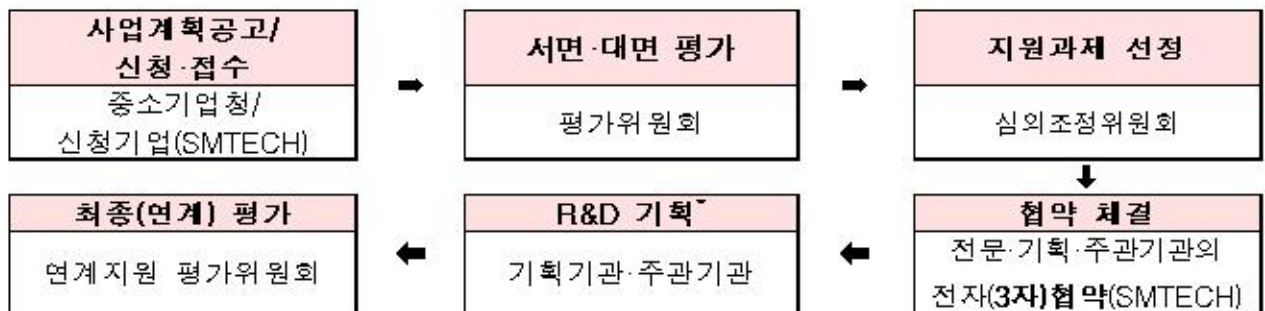 사업계획공고/
신청·접수
중소기업청/
신청기업(SMTECH)
서면·대면 평가
평가위원회
지원과제 선정
심의조정위원회
협약 체결
전문·기획·주관기관의
전자(3자)협약(SMTECH)
R&D 기획*
기획기관·주관기관
최종(연계) 평가
연계지원 평가위원회